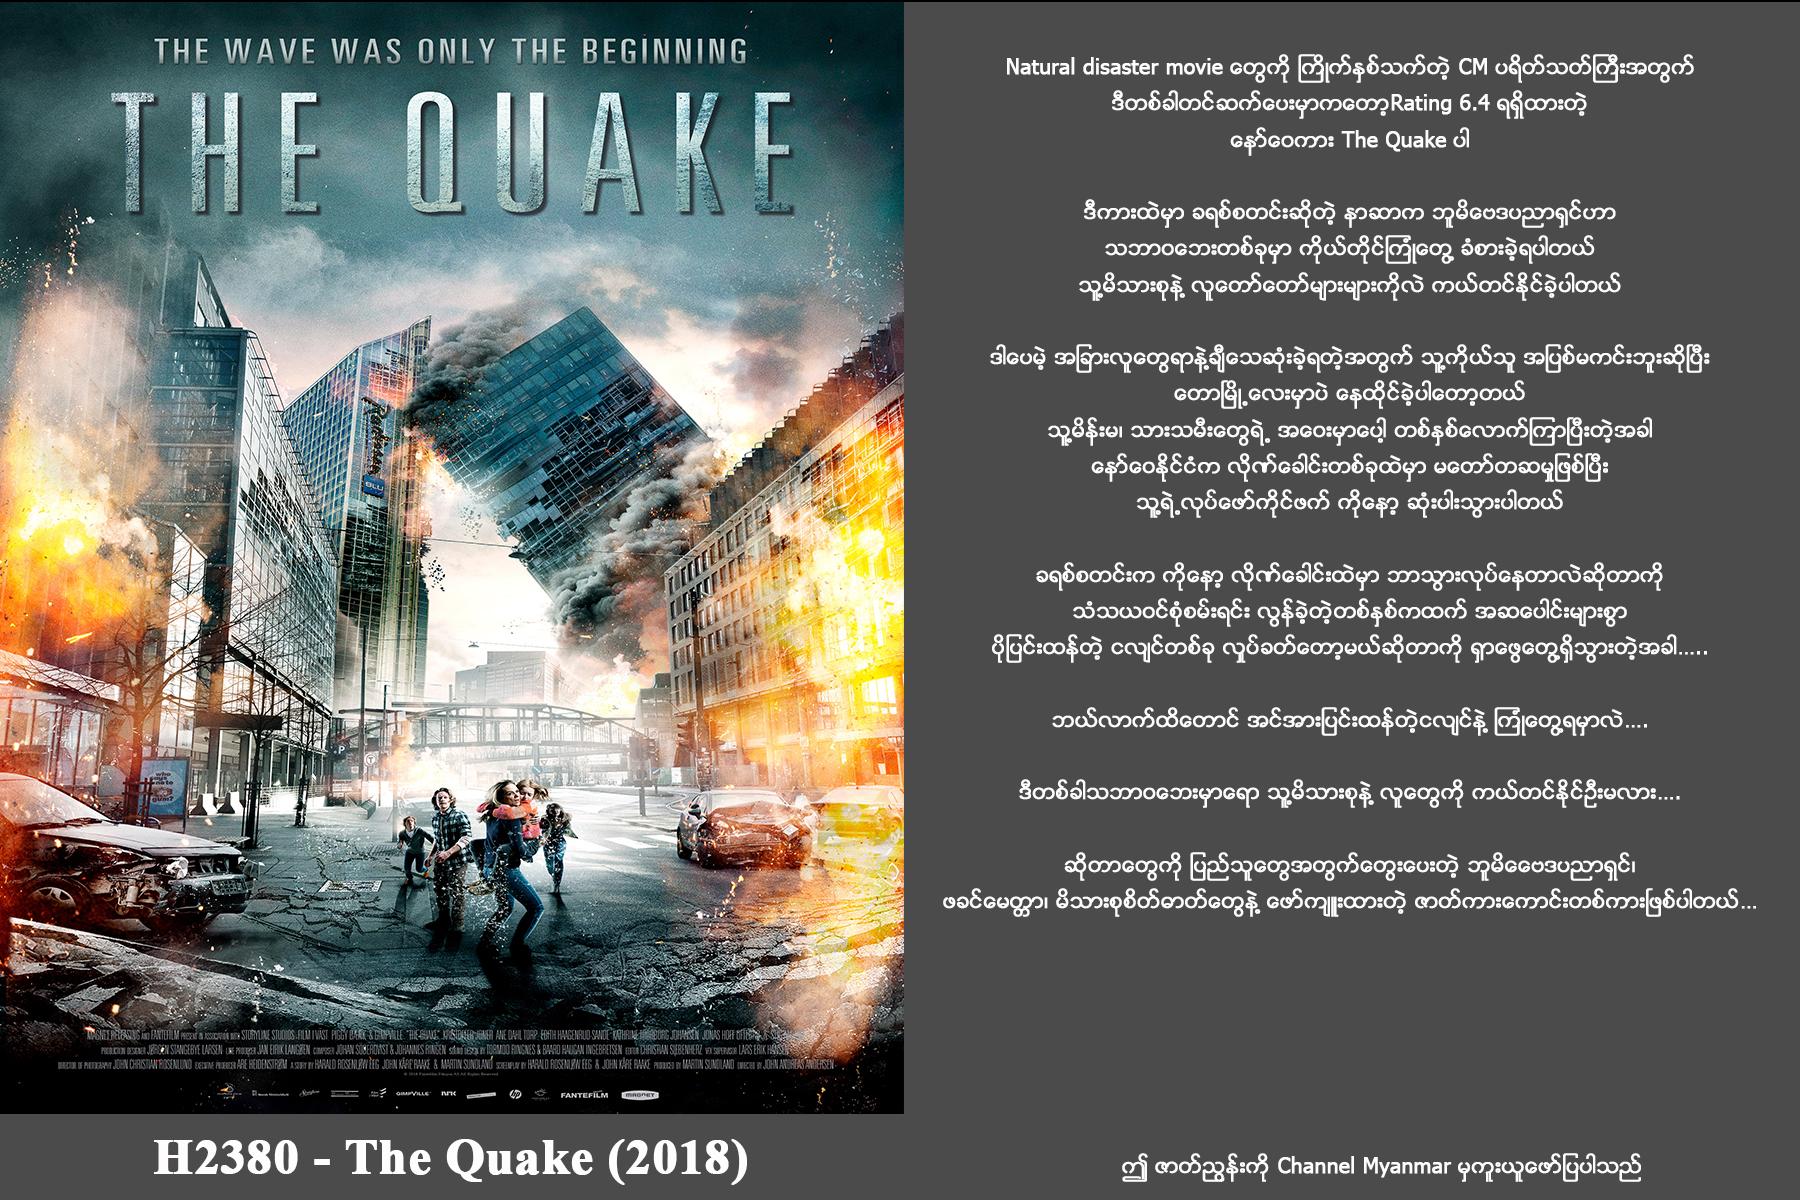 THE WAVE WAS ONLY THE BEGINNING
THE QUAKE
BLU
FANTEFILM
MAGNET
GIMPVILLE
NRK
H2380 - The Quake (2018)
Natural disaster movie တွေကို ကြိုက်နှစ်သက်တဲ့ CM ပရိတ်သတ်ကြီးအတွက်
ဒီတစ်ခါတင်ဆက်ပေးမှာကတော့Rating 6.4 ရရှိထားတဲ့
နော်ဝေကား The Quake ပါ
ဒီကားထဲမှာ ခရစ်စတင်းဆိုတဲ့ နာဆာက ဘူမိဗေဒပညာရှင်ဟာ
သဘာဝဘေးတစ်ခုမှာ ကိုယ်တိုင်ကြုံတွေ့ ခံစားခဲ့ရပါတယ်
သူ့မိသားစုနဲ့ လူတော်တော်များများကိုလဲ ကယ်တင်နိုင်ခဲ့ပါတယ်
ဒါပေမဲ့ အခြားလူတွေရာနဲ့ချီသေဆုံးခဲ့ရတဲ့အတွက် သူ့ကိုယ်သူ အပြစ်မကင်းဘူးဆိုပြီး
တောမြို့လေးမှာပဲ နေထိုင်ခဲ့ပါတော့တယ်
သူ့မိန်းမ၊ သားသမီးတွေရဲ့ အဝေးမှာပေါ့ တစ်နှစ်လောက်ကြာပြီးတဲ့အခါ
နော်ဝေနိုင်ငံက လိုဏ်ခေါင်းတစ်ခုထဲမှာ မတော်တဆမှုဖြစ်ပြီး
သူ့ရဲ့လုပ်ဖော်ကိုင်ဖက် ကိုနော့ ဆုံးပါးသွားပါတယ်
ခရစ်စတင်းက ကိုနော့ လိုဏ်ခေါင်းထဲမှာ ဘာသွားလုပ်နေတာလဲဆိုတာကို
သံသယဝင်စုံစမ်းရင်း လွန်ခဲ့တဲ့တစ်နှစ်ကထက် အဆပေါင်းများစွာ
ပိုပြင်းထန်တဲ့ ငလျင်တစ်ခု လှုပ်ခတ်တော့မယ်ဆိုတာကို ရှာဖွေတွေ့ရှိသွားတဲ့အခါ.....
ဘယ်လာက်ထိတောင် အင်အားပြင်းထန်တဲ့ငလျင်နဲ့ ကြုံတွေ့ရမှာလဲ....
ဒီတစ်ခါသဘာဝဘေးမှာရော သူ့မိသားစုနဲ့ လူတွေကို ကယ်တင်နိုင်ဦးမလား....
ဆိုတာတွေကို ပြည်သူတွေအတွက်တွေးပေးတဲ့ ဘူမိဗေဒပညာရှင်၊
ဖခင်မေတ္တာ၊ မိသားစုစိတ်ဓာတ်တွေနဲ့ ဖော်ကျူးထားတဲ့ ဇာတ်ကားကောင်းတစ်ကားဖြစ်ပါတယ်...
ဤ ဇာတ်ညွှန်းကို Channel Myanmar မှကူးယူဖော်ပြပါသည်